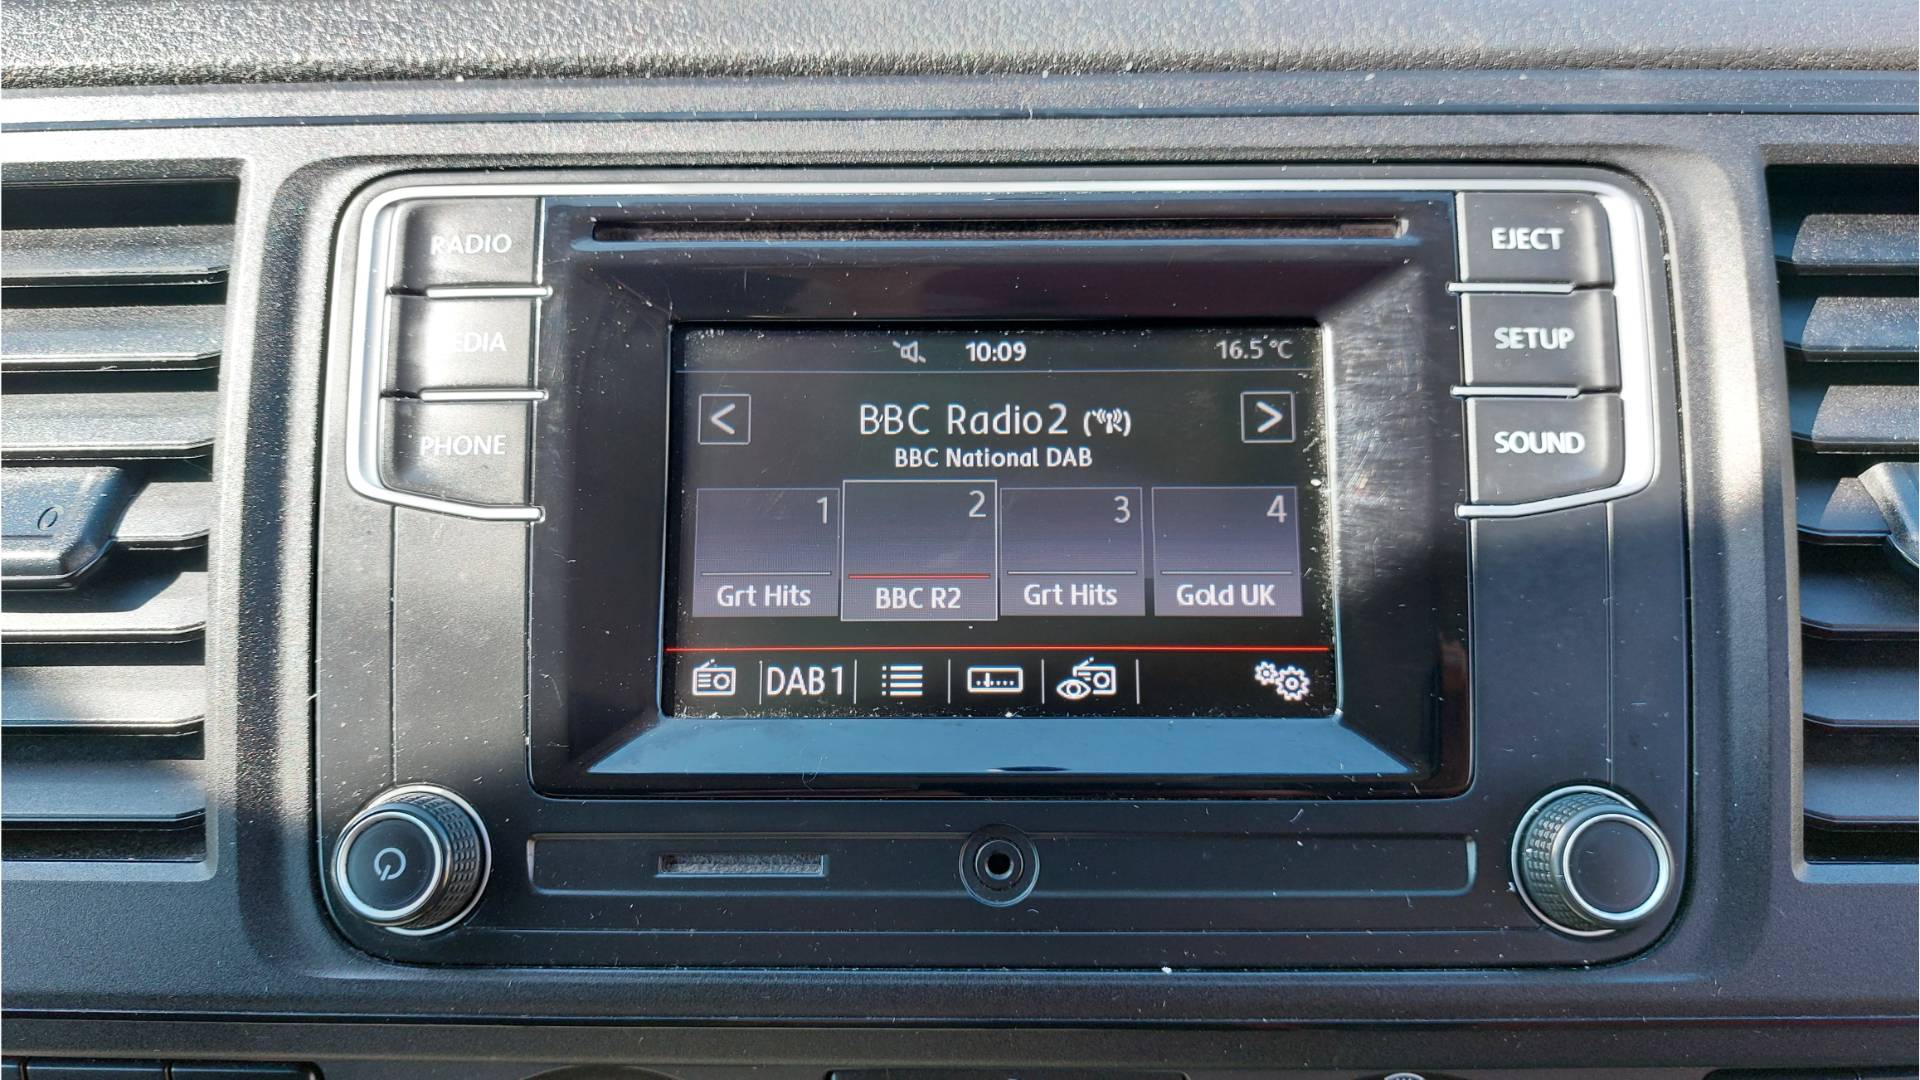 RADIO
MEDIA
PHONE
EJECT
SETUP
SOUND
10:09
16.5°C
< BBC Radio2 >
BBC National DAB
1 2 3 4
Grt Hits BBC R2 Grt Hits Gold UK
DAB1